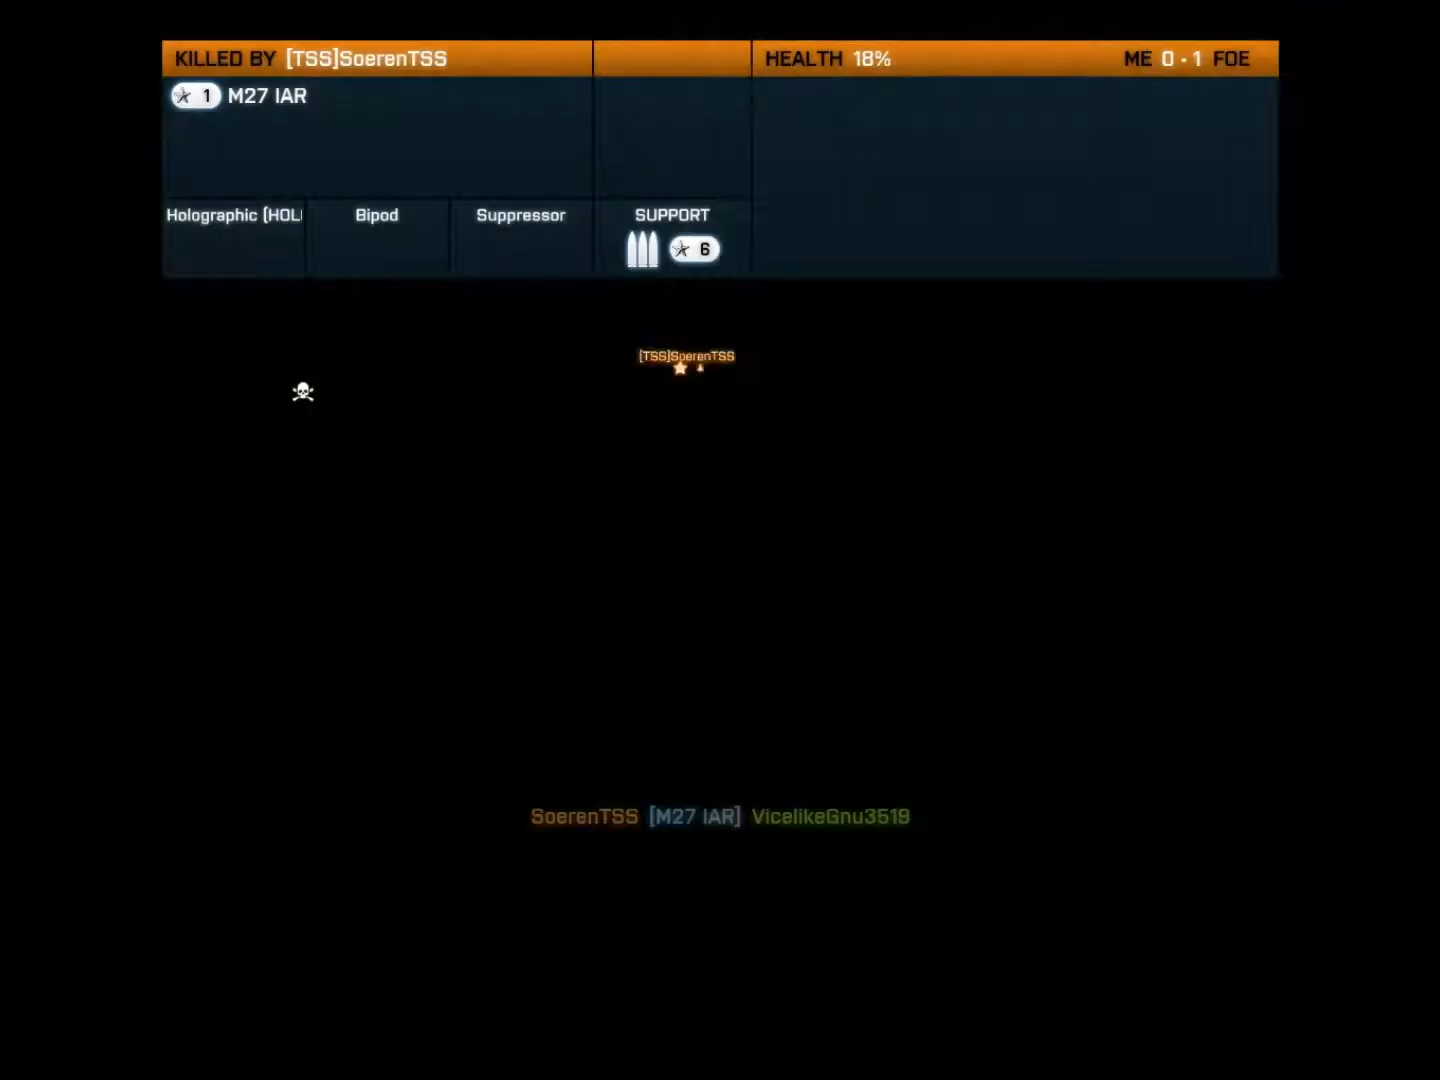 KILLED BY [TSS]SoerenTSS
HEALTH 18%
ME 0 - 1 FOE
1 M27 IAR
Holographic (HOL
Bipod
Suppressor
SUPPORT
6
[TSS]SoerenTSS
SoerenTSS [M27 IAR] VicelikeGnu3519